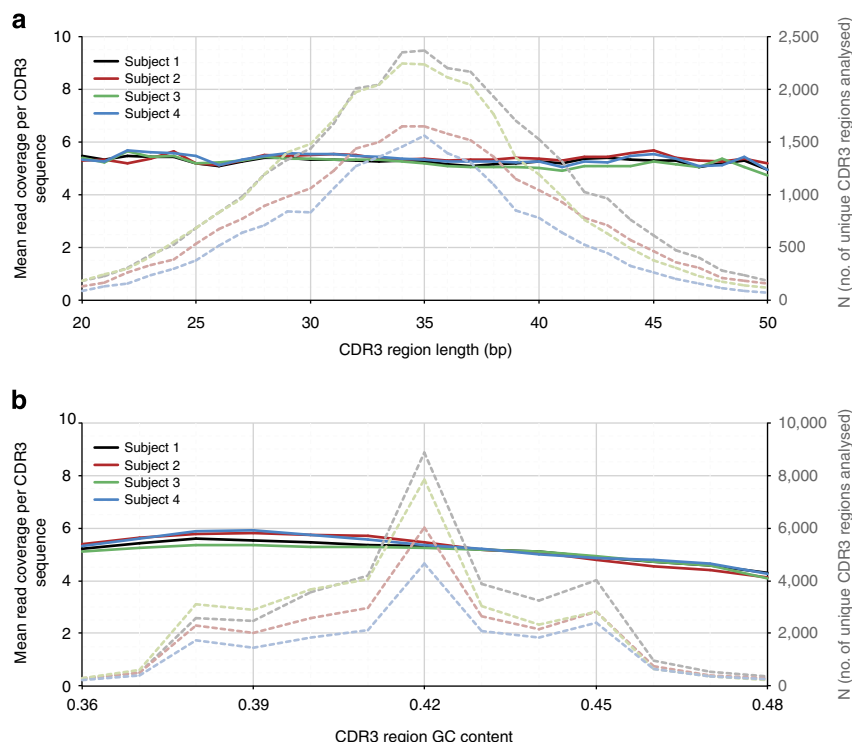 a
10
8
6
4
2
0
Mean read coverage per CDR3
sequence
Subject 1
Subject 2
Subject 3
Subject 4
2,500
2,000
1,500
1,000
500
0
N (no. of unique CDR3 regions analysed)
20 25 30 35 40 45 50
CDR3 region length (bp)
b
10
8
6
4
2
0
Mean read coverage per CDR3
sequence
Subject 1
Subject 2
Subject 3
Subject 4
10,000
8,000
6,000
4,000
2,000
0
N (no. of unique CDR3 regions analysed)
0.36 0.39 0.42 0.45 0.48
CDR3 region GC content